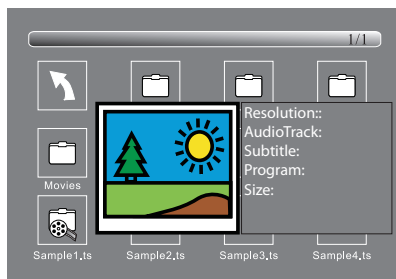 1/1
Resolution::
AudioTrack:
Subtitle:
Program:
Size:
Movies
Sample1.ts
Sample2.ts
Sample3.ts
Sample4.ts